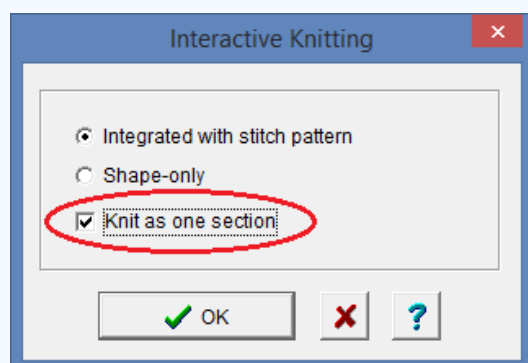 Interactive Knitting
Integrated with stitch pattern
Shape-only
Knit as one section
OK
?